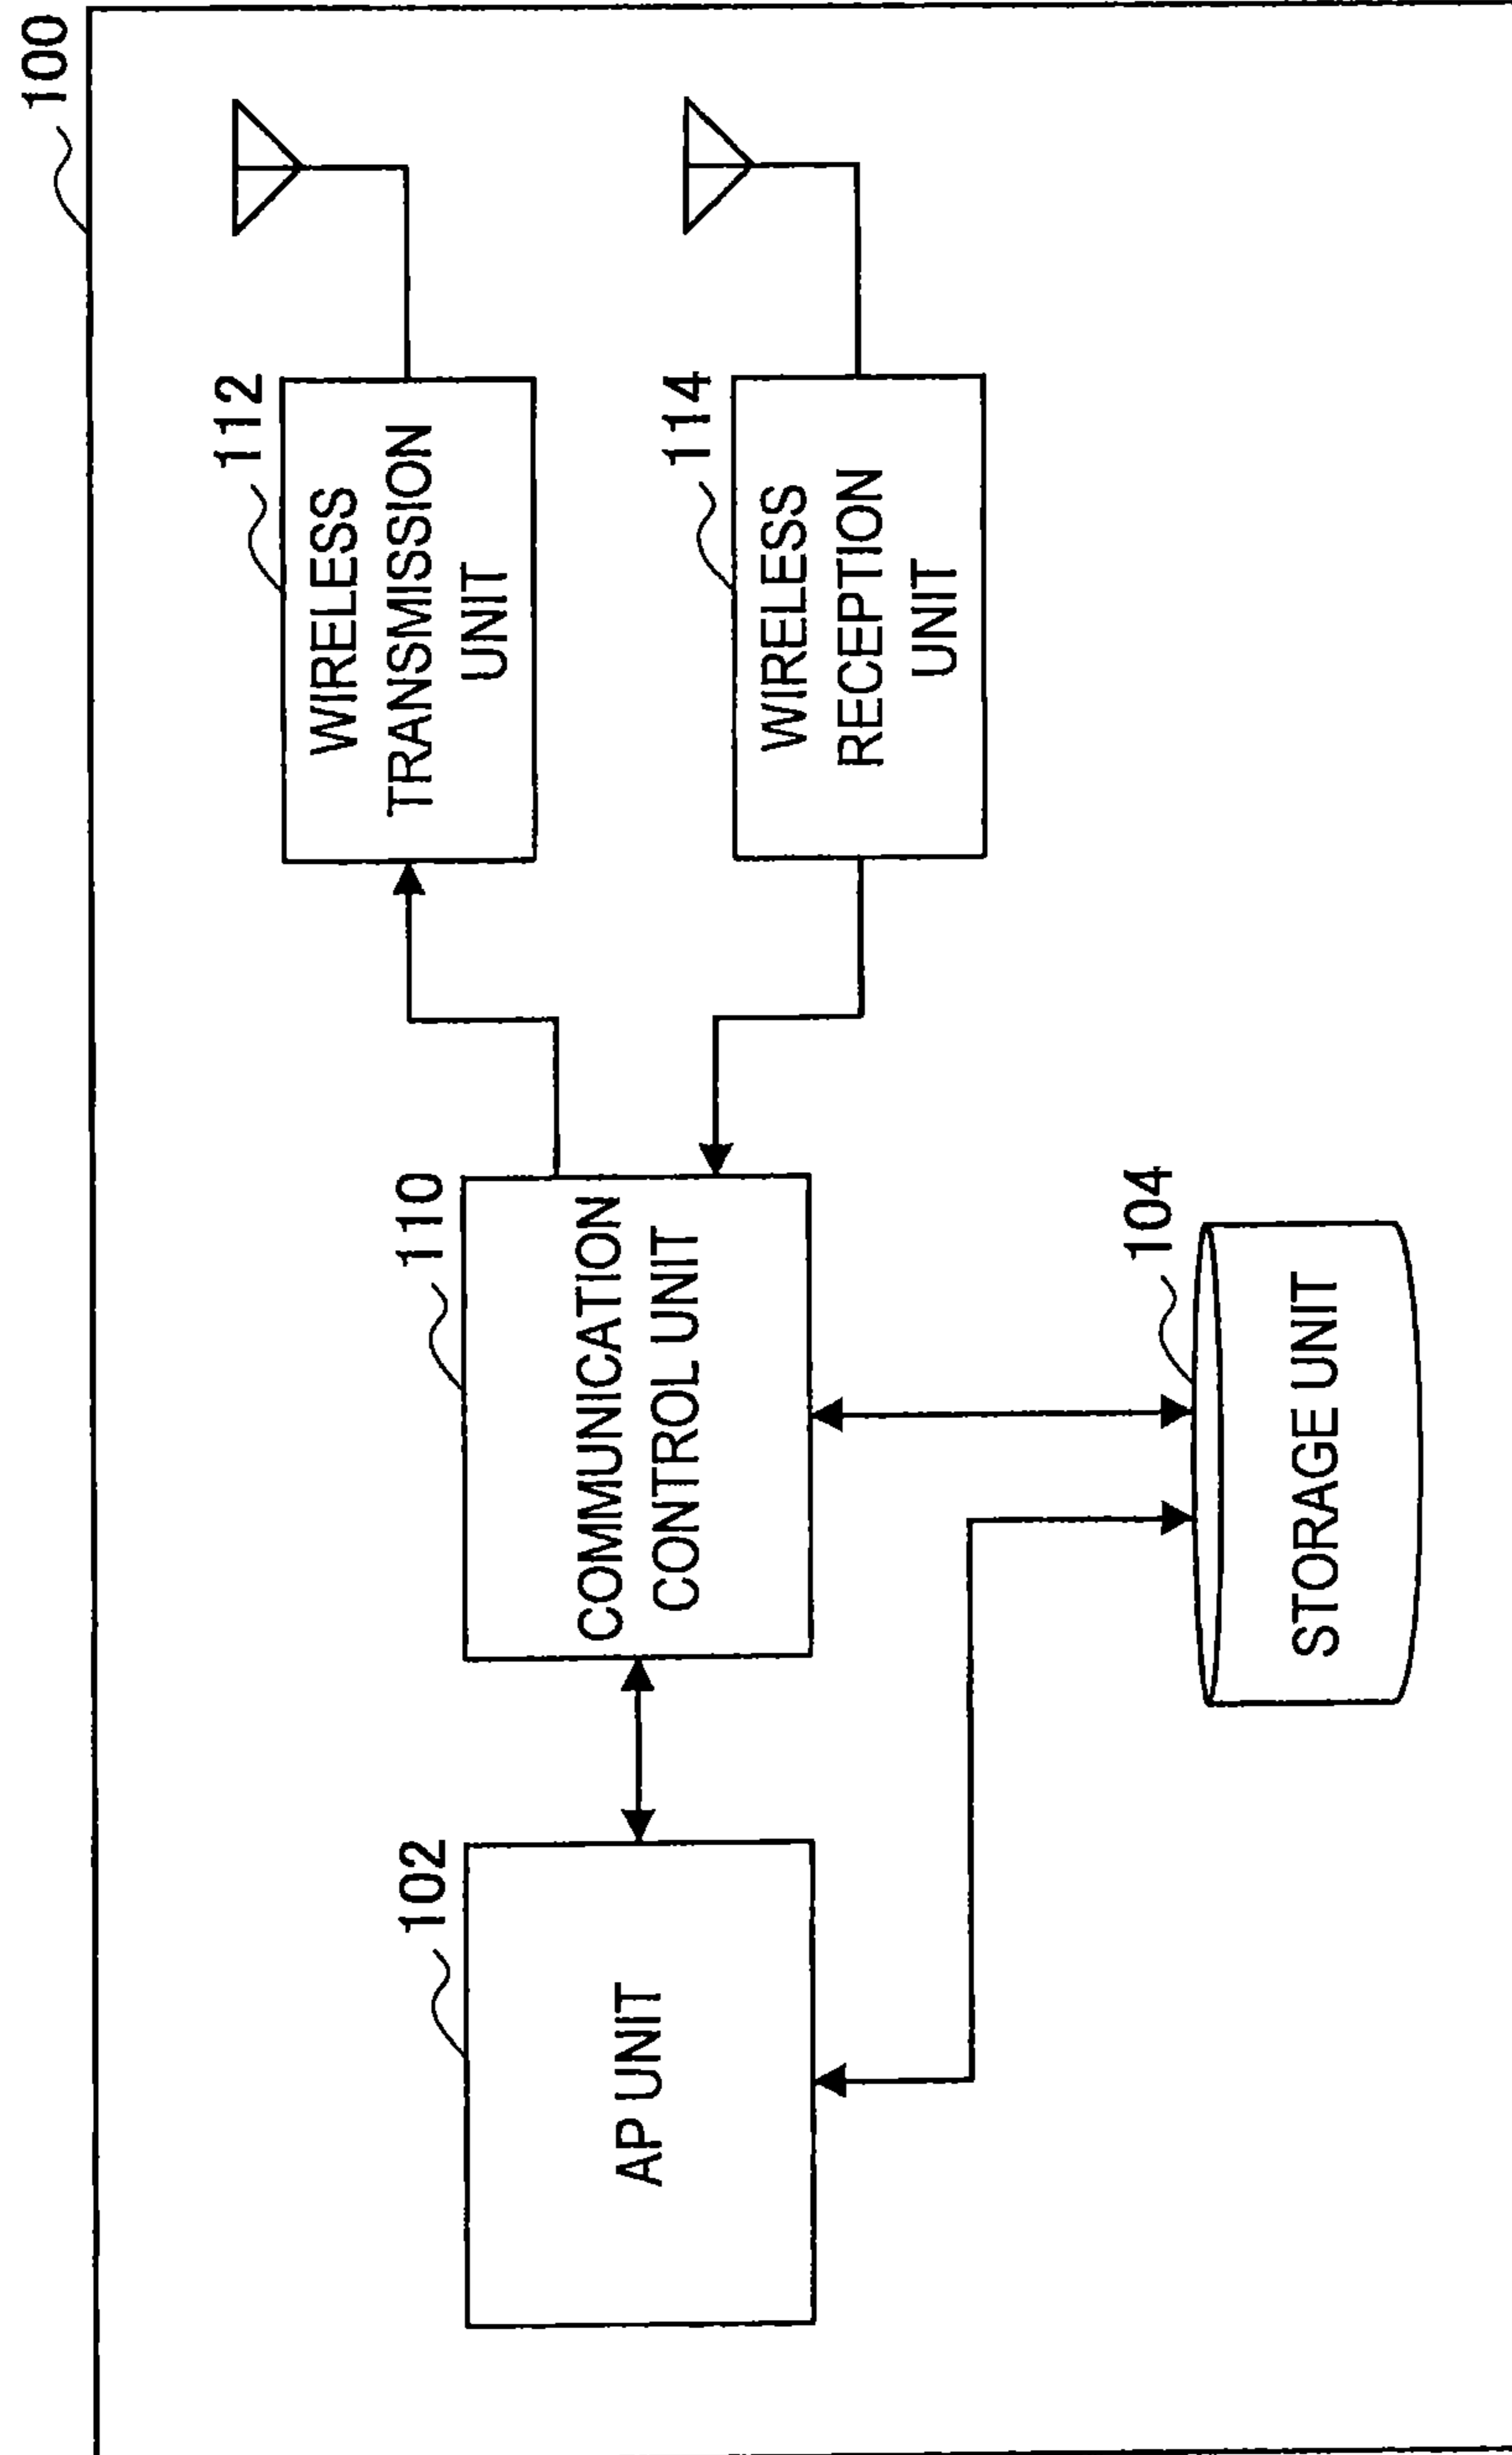 100
112
WIRELESS
TRANSMISSION
UNIT
114
WIRELESS
RECEPTION
UNIT
110
COMMUNICATION
CONTROL UNIT
102
AP UNIT
104
STORAGE UNIT